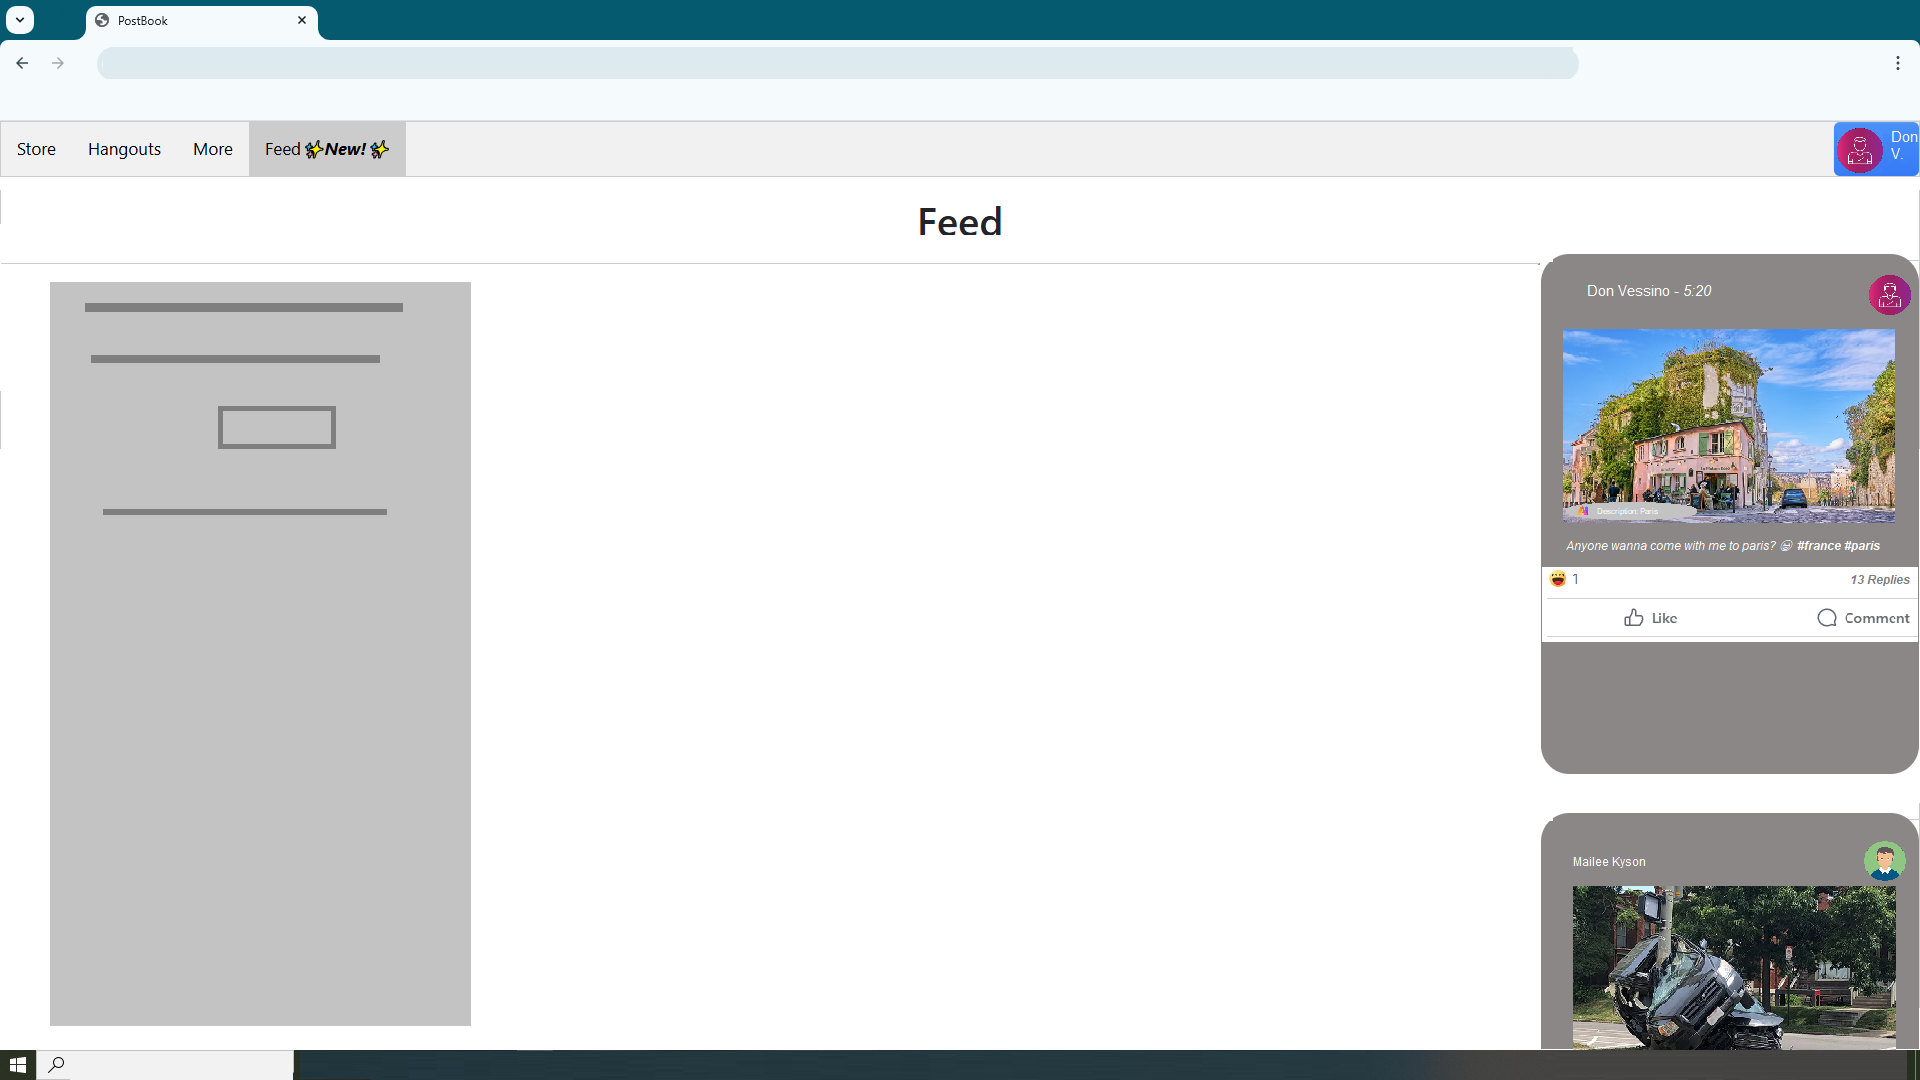 PostBook
Store Hangouts More Feed ✨New! ✨
Don
V.
Feed
Don Vessino - 5:20
Description: Paris
Anyone wanna come with me to paris? 😆 #france #paris
1 13 Replies
Like Comment
Mailee Kyson